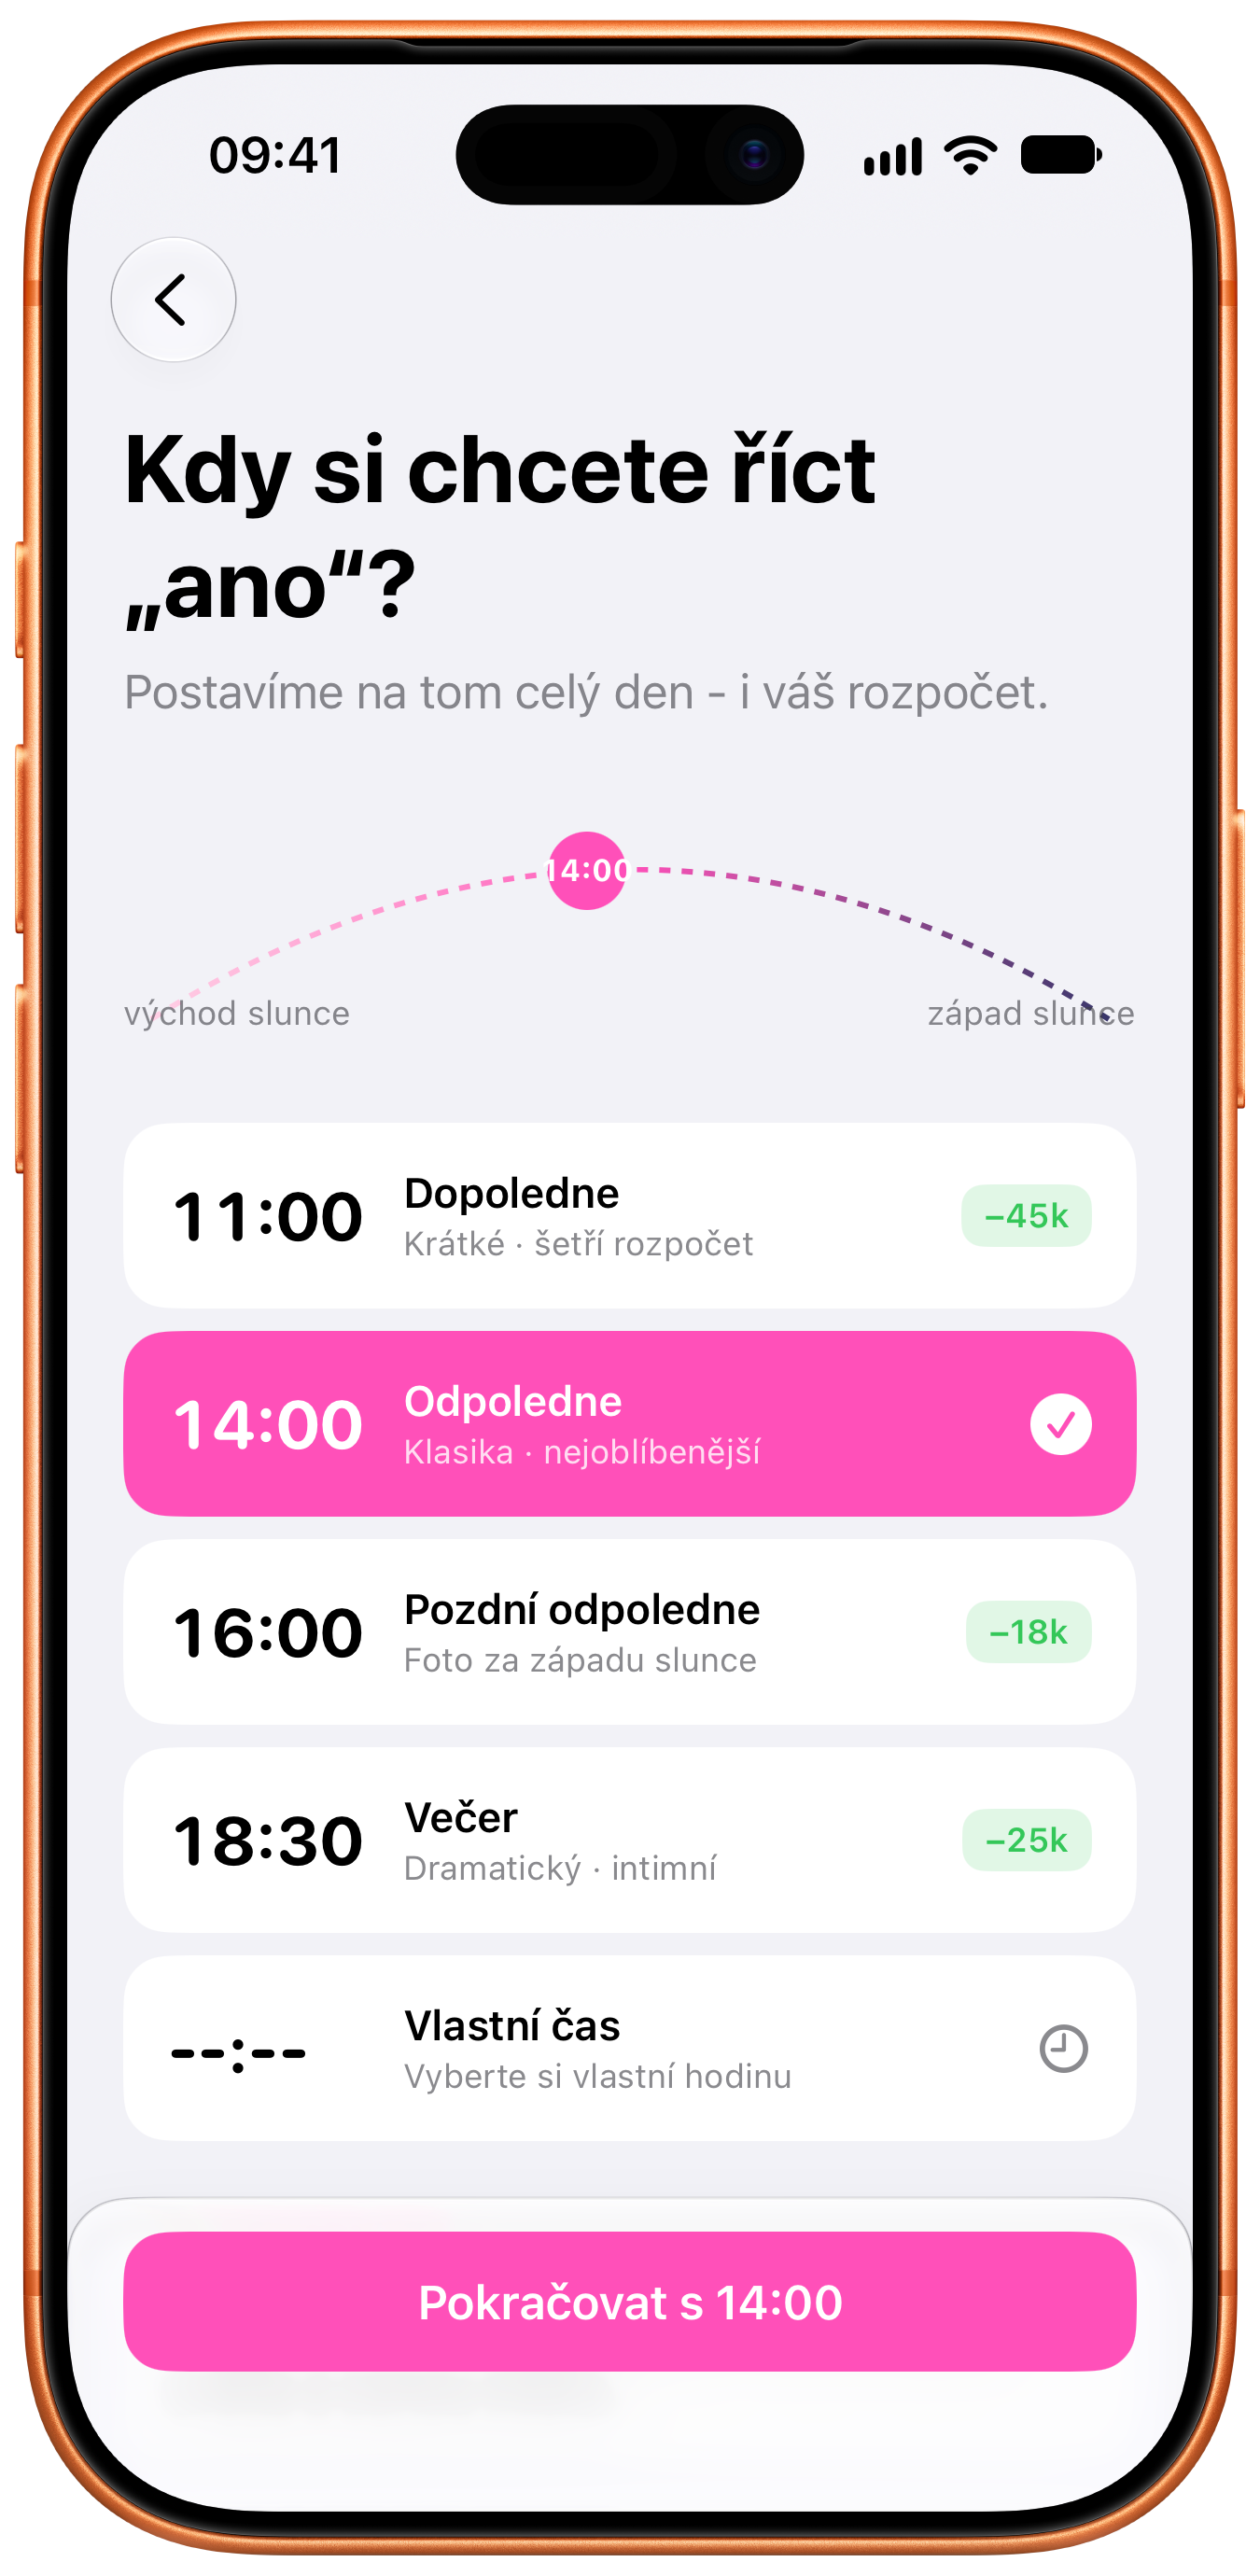 09:41
Kdy si chcete říct
„ano“?
Postavíme na tom celý den - i váš rozpočet.
14:00
východ slunce
západ slunce
11:00
Dopoledne
Krátké · šetří rozpočet
–45k
14:00
Odpoledne
Klasika · nejoblíbenější
16:00
Pozdní odpoledne
Foto za západu slunce
–18k
18:30
Večer
Dramatický · intimní
–25k
--:--
Vlastní čas
Vyberte si vlastní hodinu
Pokračovat s 14:00